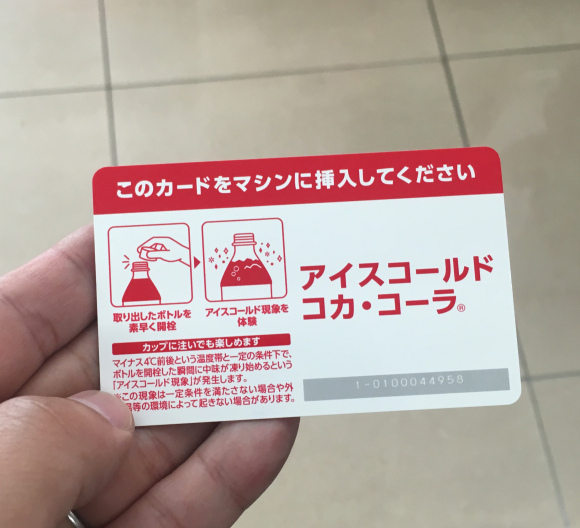 このカードをマシンに挿入してください
取り出したボトルを
素早く開栓
アイスコールド現象を
体験
アイスコールド
コカ・コーラ®
カップに注いでも楽しめます
マイナス4℃前後という温度帯と一定の条件下で、
ボトルを開栓した瞬間に中味が凍り始めるという
「アイスコールド現象」が発生します。
※この現象は一定条件を満たさない場合や外
等の環境によって起きない場合があります。
1-0100044958